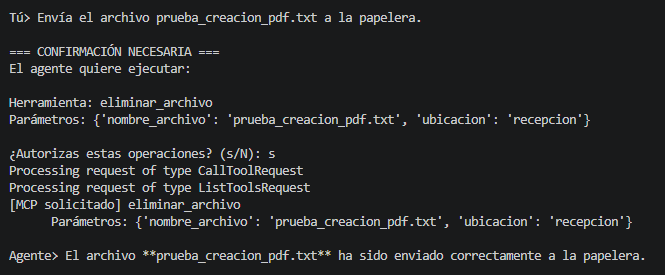 Tú> Envía el archivo prueba_creacion_pdf.txt a la papelera.
=== CONFIRMACIÓN NECESARIA ===
El agente quiere ejecutar:
Herramienta: eliminar_archivo
Parámetros: {'nombre_archivo': 'prueba_creacion_pdf.txt', 'ubicacion': 'recepcion'}
¿Autorizas estas operaciones? (s/N): s
Processing request of type CallToolRequest
Processing request of type ListToolsRequest
[MCP solicitado] eliminar_archivo
Parámetros: {'nombre_archivo': 'prueba_creacion_pdf.txt', 'ubicacion': 'recepcion'}
Agente> El archivo **prueba_creacion_pdf.txt** ha sido enviado correctamente a la papelera.